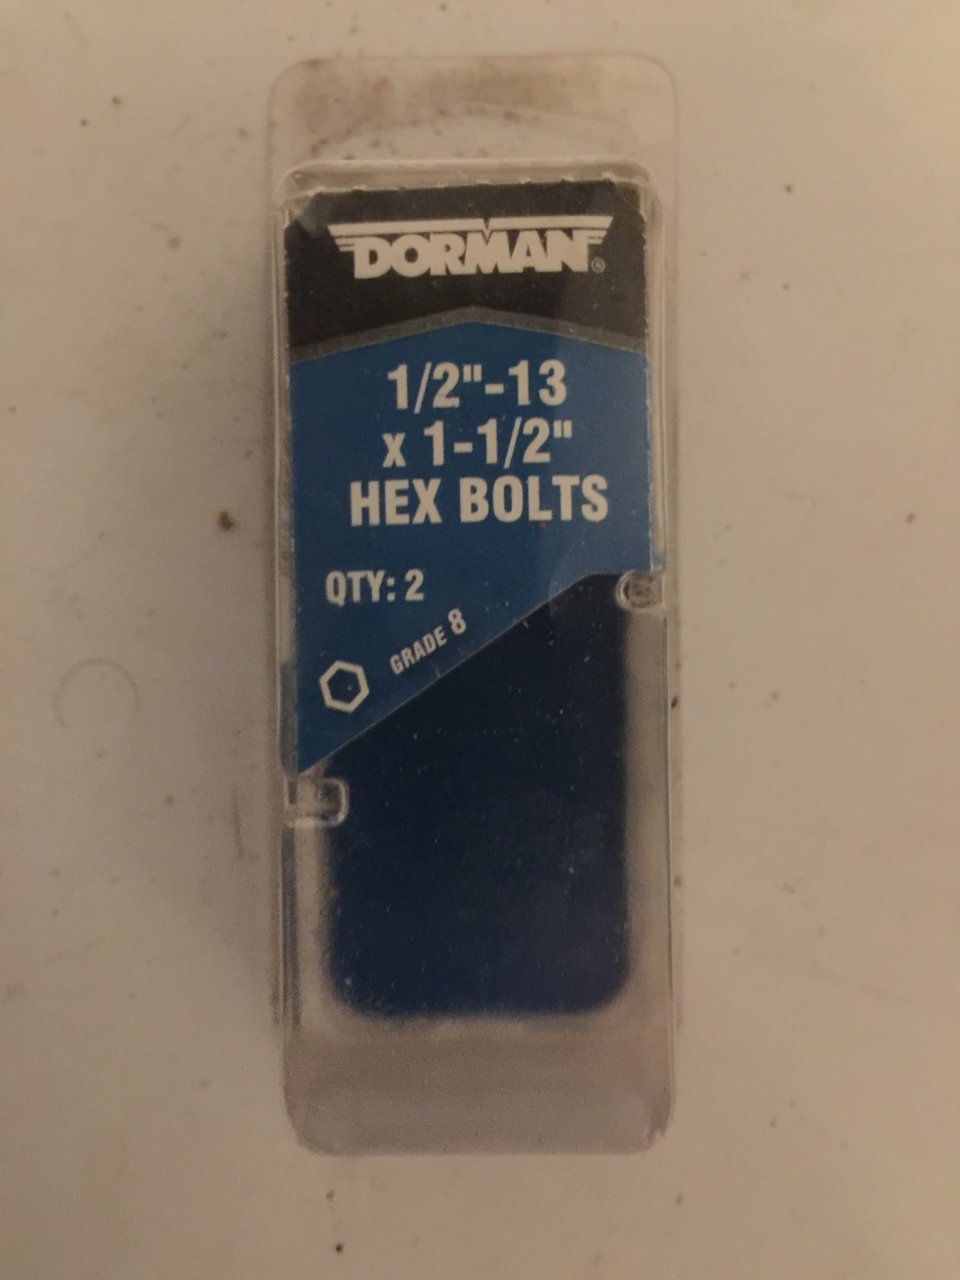 DORMAN®
1/2"-13
x 1-1/2"
HEX BOLTS
QTY: 2
GRADE 8